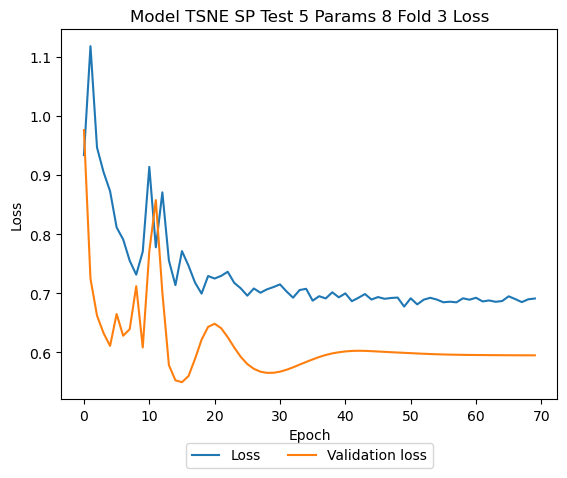 Model TSNE SP Test 5 Params 8 Fold 3 Loss
1.1
1.0
0.9
0.8
0.7
0.6
Loss
0 10 20 30 40 50 60 70
Epoch
Loss Validation loss